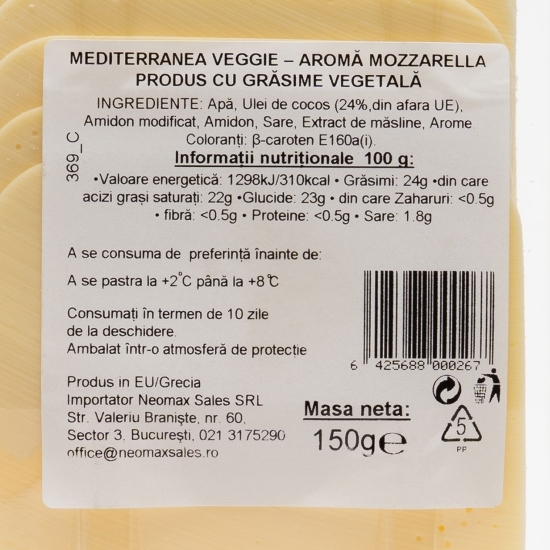 MEDITERRANEA VEGGIE – AROMĂ MOZZARELLA
PRODUS CU GRĂSIME VEGETALĂ
INGREDIENTE: Apă, Ulei de cocos (24%,din afara UE),
Amidon modificat, Amidon, Sare, Extract de măsline, Arome
Coloranți: β-caroten E160a(i).
Informații nutriționale 100 g:
•Valoare energetică: 1298kJ/310kcal • Grăsimi: 24g •din care
acizi grași saturați: 22g •Glucide: 23g • din care Zaharuri: <0.5g
• fibră: <0.5g • Proteine: <0.5g • Sare: 1.8g
369_C
A se consuma de preferință înainte de:
A se pastra la +2°C până la +8°C
Consumați în termen de 10 zile
de la deschidere.
Ambalat într-o atmosferă de protecție
6 425688 000267
Produs in EU/Grecia
Importator Neomax Sales SRL
Str. Valeriu Braniște, nr. 60,
Sector 3, București, 021 3175290
office@neomaxsales.ro
Masa neta:
150g℮
5
PP